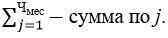 ∑_{j=1}^{Ч_мес} – сумма по j.